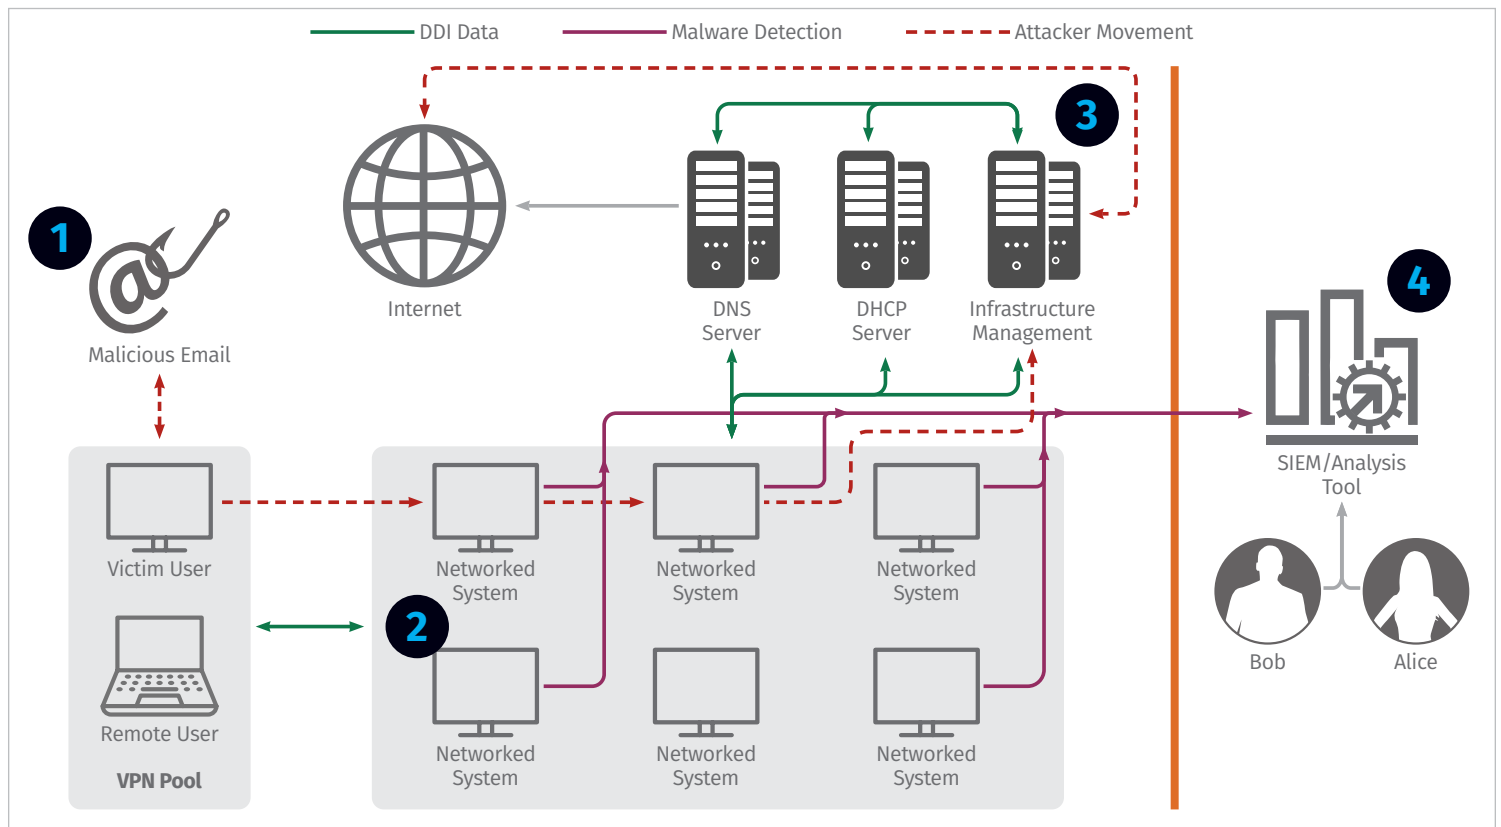 DDI Data
Malware Detection
Attacker Movement
3
1
4
Internet
DNS
Server
DHCP
Server
Infrastructure
Management
Malicious Email
SIEM/Analysis
Tool
Victim User
Networked
System
Networked
System
Networked
System
2
Bob
Alice
Remote User
VPN Pool
Networked
System
Networked
System
Networked
System